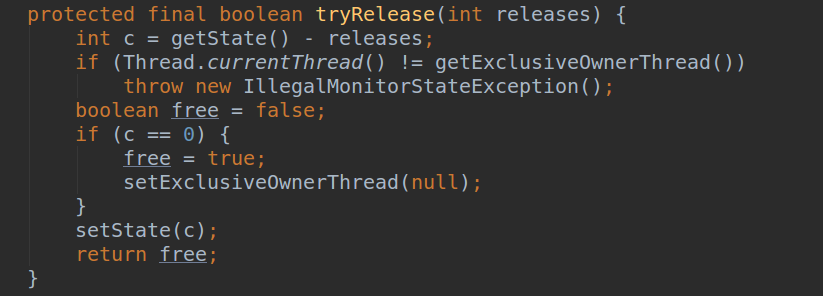 protected final boolean tryRelease(int releases) {
    int c = getState() - releases;
    if (Thread.currentThread() != getExclusiveOwnerThread())
        throw new IllegalMonitorStateException();
    boolean free = false;
    if (c == 0) {
        free = true;
        setExclusiveOwnerThread(null);
    }
    setState(c);
    return free;
}